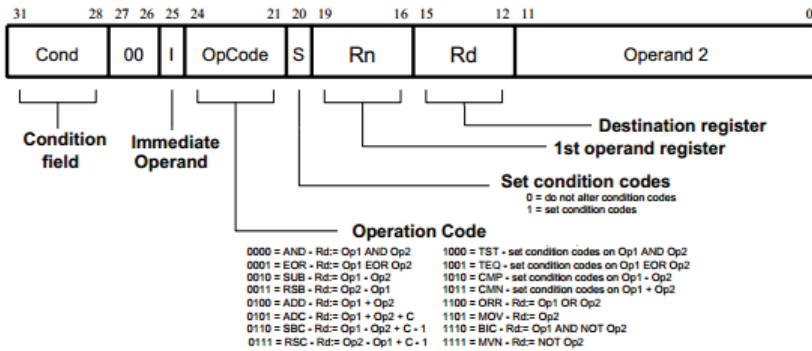 31 28 27 26 25 24 21 20 19 16 15 12 11 0
Cond 00 I OpCode S Rn Rd Operand 2
Destination register
Condition field
Immediate Operand
1st operand register
Set condition codes
0 = do not alter condition codes
1 = set condition codes
Operation Code
0000 = AND - Rd:= Op1 AND Op2
0001 = EOR - Rd:= Op1 EOR Op2
0010 = SUB - Rd:= Op1 - Op2
0011 = RSB - Rd:= Op2 - Op1
0100 = ADD - Rd:= Op1 + Op2
0101 = ADC - Rd:= Op1 + Op2 + C
0110 = SBC - Rd:= Op1 - Op2 + C - 1
0111 = RSC - Rd:= Op2 - Op1 + C - 1
1000 = TST - set condition codes on Op1 AND Op2
1001 = TEQ - set condition codes on Op1 EOR Op2
1010 = CMP - set condition codes on Op1 - Op2
1011 = CMN - set condition codes on Op1 + Op2
1100 = ORR - Rd:= Op1 OR Op2
1101 = MOV - Rd:= Op2
1110 = BIC - Rd:= Op1 AND NOT Op2
1111 = MVN - Rd:= NOT Op2